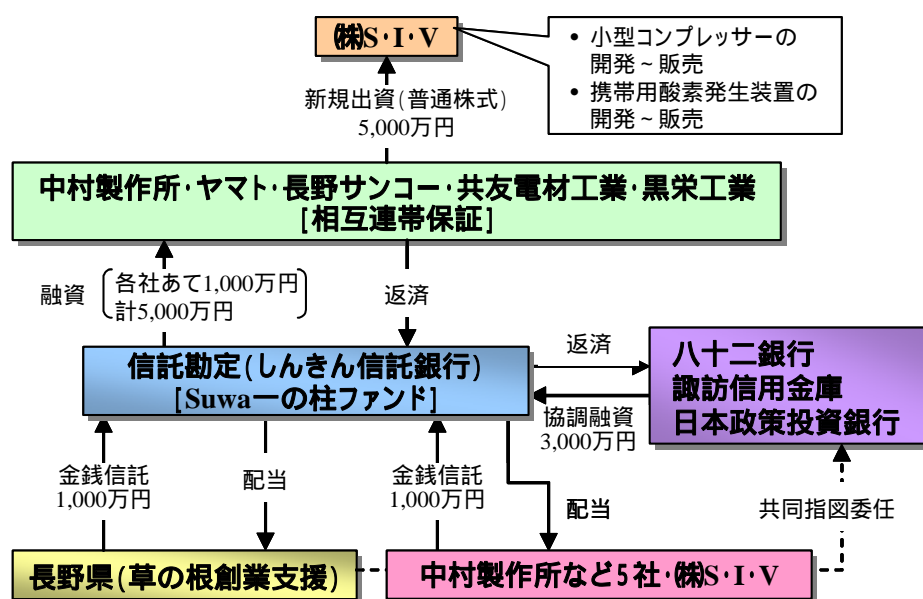 ㈱S・I・V
• 小型コンプレッサーの
開発~販売
• 携帯用酸素発生装置の
開発~販売
新規出資(普通株式)
5,000万円
中村製作所・ヤマト・長野サンコー・共友電材工業・黒栄工業
[相互連帯保証]
融資
各社あて1,000万円
計5,000万円
返済
信託勘定(しんきん信託銀行)
[Suwa一の柱ファンド]
返済
協調融資
3,000万円
八十二銀行
諏訪信用金庫
日本政策投資銀行
金銭信託
1,000万円
配当
金銭信託
1,000万円
配当
共同指図委任
長野県(草の根創業支援)
中村製作所など5社・㈱S・I・V